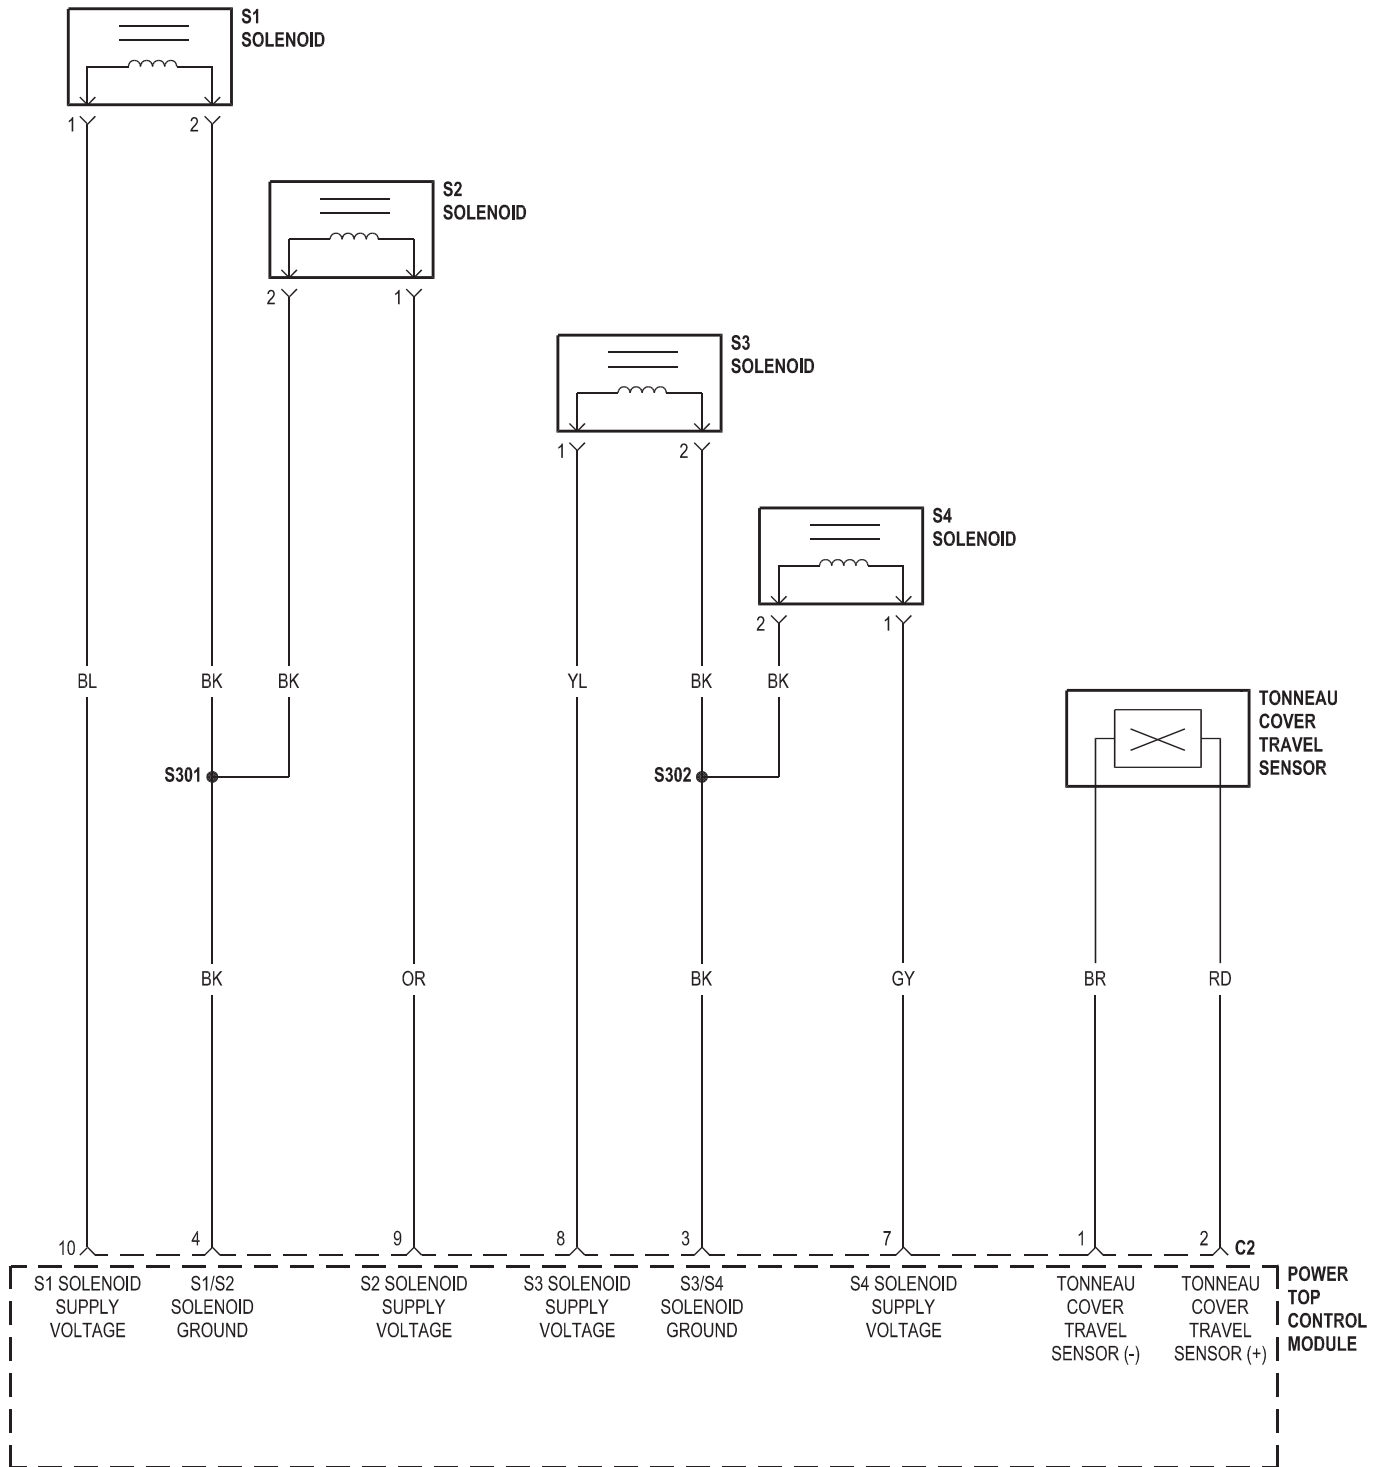 S1
SOLENOID
1
2
S2
SOLENOID
2
1
S3
SOLENOID
1
2
S4
SOLENOID
2
1
BL
BK
BK
YL
BK
BK
TONNEAU
COVER
TRAVEL
SENSOR
S301
S302
BK
OR
BK
GY
BR
RD
10
4
9
8
3
7
1
2
C2
S1 SOLENOID
SUPPLY
VOLTAGE
S1/S2
SOLENOID
GROUND
S2 SOLENOID
SUPPLY
VOLTAGE
S3 SOLENOID
SUPPLY
VOLTAGE
S3/S4
SOLENOID
GROUND
S4 SOLENOID
SUPPLY
VOLTAGE
TONNEAU
COVER
TRAVEL
SENSOR (-)
TONNEAU
COVER
TRAVEL
SENSOR (+)
POWER
TOP
CONTROL
MODULE